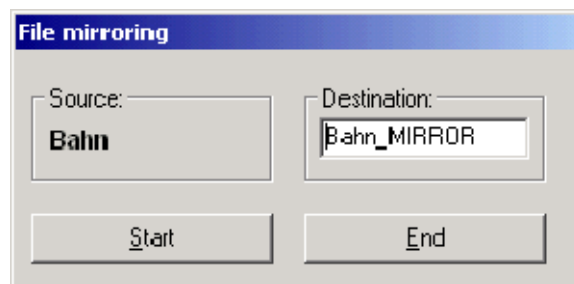 File mirroring
Source:
Bahn
Destination:
Bahn_MIRROR
Start
End